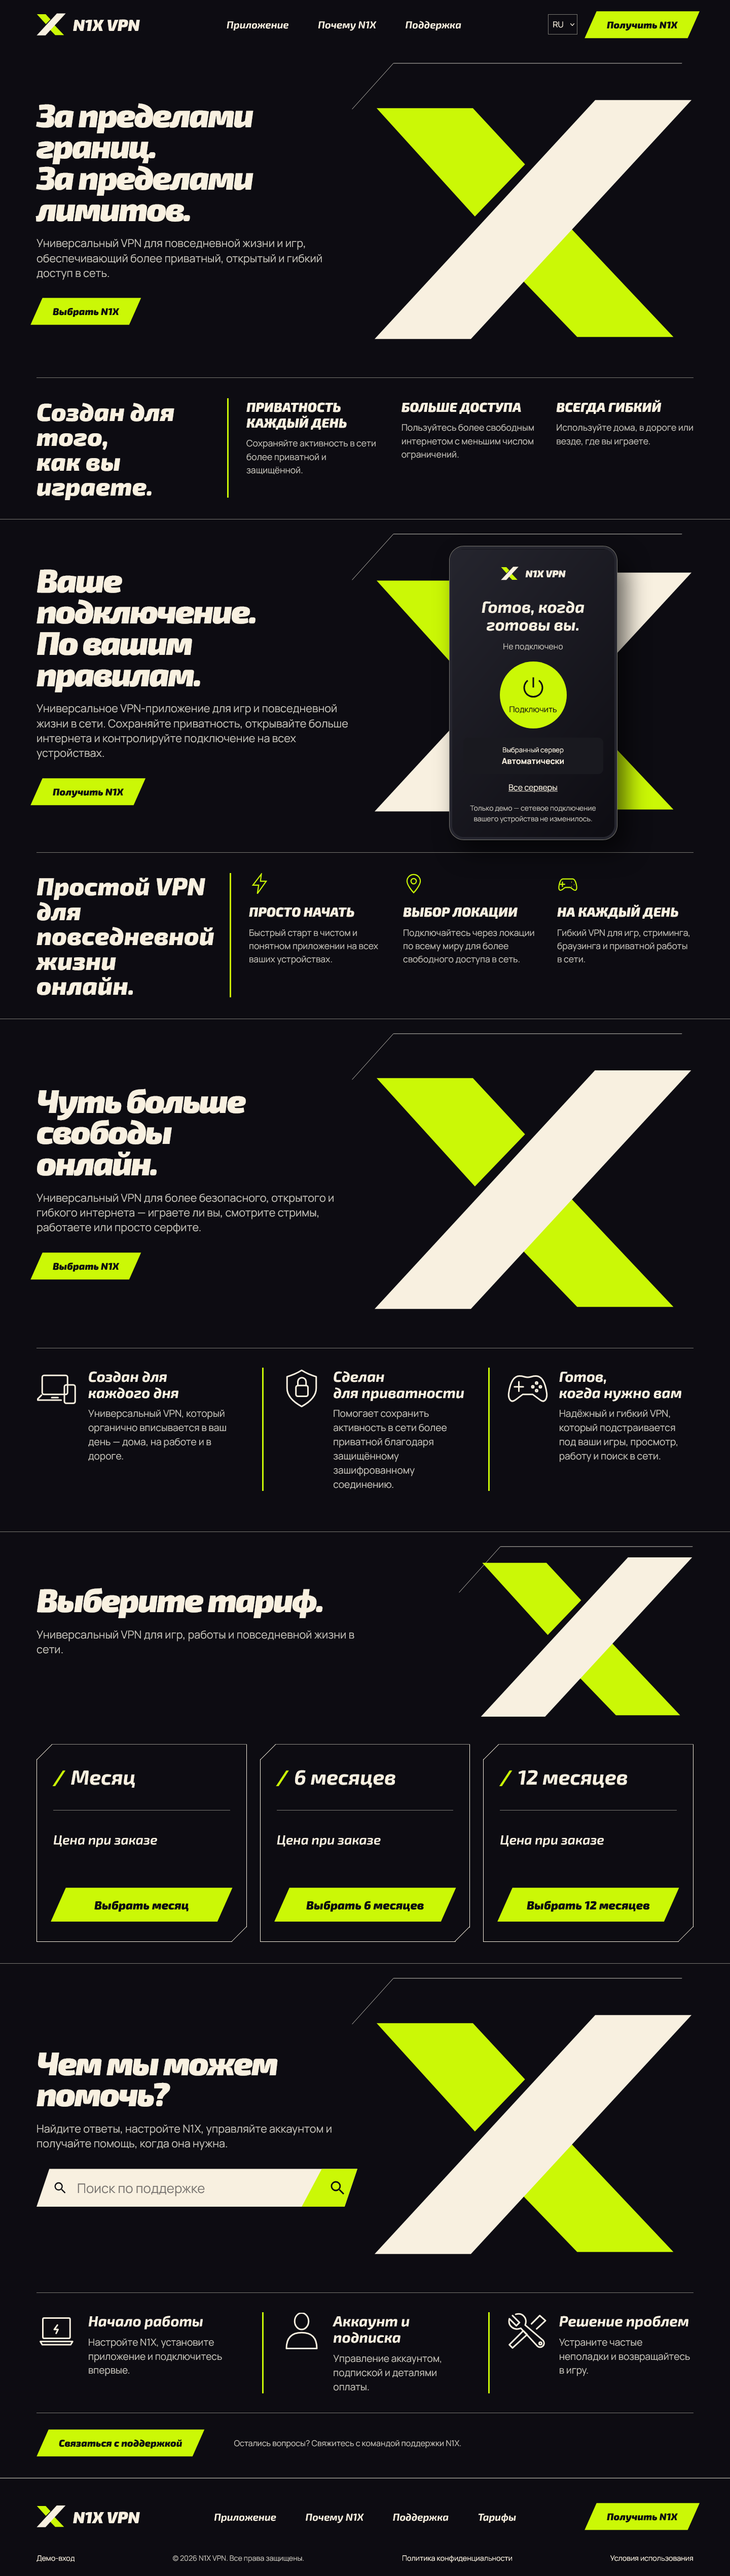 N1X VPN
Приложение
Почему N1X
Поддержка
RU
Получить N1X
За пределами
границ.
За пределами
лимитов.
Универсальный VPN для повседневной жизни и игр,
обеспечивающий более приватный, открытый и гибкий
доступ в сеть.
Выбрать N1X
Создан для
того,
как вы
играете.
ПРИВАТНОСТЬ
КАЖДЫЙ ДЕНЬ
Сохраняйте активность в сети
более приватной и
защищённой.
БОЛЬШЕ ДОСТУПА
Пользуйтесь более свободным
интернетом с меньшим числом
ограничений.
ВСЕГДА ГИБКИЙ
Используйте дома, в дороге или
везде, где вы играете.
Ваше
подключение.
По вашим
правилам.
Универсальное VPN-приложение для игр и повседневной
жизни в сети. Сохраняйте приватность, открывайте больше
интернета и контролируйте подключение на всех
устройствах.
Получить N1X
N1X VPN
Готов, когда
готовы вы.
Не подключено
Подключить
Выбранный сервер
Автоматически
Все серверы
Только демо — сетевое подключение
вашего устройства не изменилось.
Простой VPN
для
повседневной
жизни
онлайн.
ПРОСТО НАЧАТЬ
Быстрый старт в чистом и
понятном приложении на всех
ваших устройствах.
ВЫБОР ЛОКАЦИИ
Подключайтесь через локации
по всему миру для более
свободного доступа в сеть.
НА КАЖДЫЙ ДЕНЬ
Гибкий VPN для игр, стриминга,
браузинга и приватной работы
в сети.
Чуть больше
свободы
онлайн.
Универсальный VPN для более безопасного, открытого и
гибкого интернета — играете ли вы, смотрите стримы,
работаете или просто серфите.
Выбрать N1X
Создан для
каждого дня
Универсальный VPN, который
органично вписывается в ваш
день — дома, на работе и в
дороге.
Сделан
для приватности
Помогает сохранить
активность в сети более
приватной благодаря
защищённому
зашифрованному
соединению.
Готов,
когда нужно вам
Надёжный и гибкий VPN,
который подстраивается
под ваши игры, просмотр,
работу и поиск в сети.
Выберите тариф.
Универсальный VPN для игр, работы и повседневной жизни в
сети.
/ Месяц
Цена при заказе
Выбрать месяц
/ 6 месяцев
Цена при заказе
Выбрать 6 месяцев
/ 12 месяцев
Цена при заказе
Выбрать 12 месяцев
Чем мы можем
помочь?
Найдите ответы, настройте N1X, управляйте аккаунтом и
получайте помощь, когда она нужна.
Поиск по поддержке
Начало работы
Настройте N1X, установите
приложение и подключитесь
впервые.
Аккаунт и
подписка
Управление аккаунтом,
подпиской и деталями
оплаты.
Решение проблем
Устраните частые
неполадки и возвращайтесь
в игру.
Связаться с поддержкой
Остались вопросы? Свяжитесь с командой поддержки N1X.
N1X VPN
Приложение
Почему N1X
Поддержка
Тарифы
Получить N1X
Демо-вход
© 2026 N1X VPN. Все права защищены.
Политика конфиденциальности
Условия использования